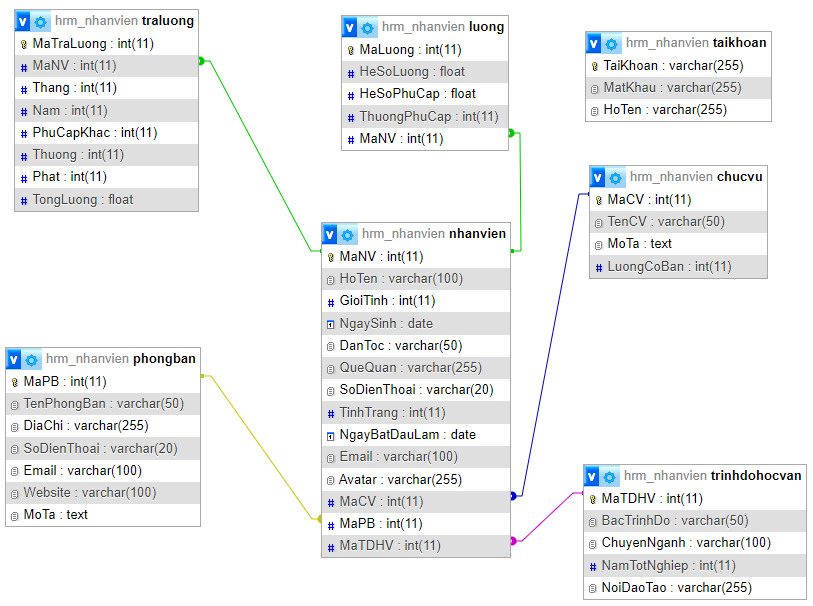 hrm_nhanvien traluong
MaTraLuong : int(11)
MaNV : int(11)
Thang : int(11)
Nam : int(11)
PhuCapKhac : int(11)
Thuong : int(11)
Phat : int(11)
TongLuong : float
hrm_nhanvien luong
MaLuong : int(11)
HeSoLuong : float
HeSoPhuCap : float
ThuongPhuCap : int(11)
MaNV : int(11)
hrm_nhanvien taikhoan
TaiKhoan : varchar(255)
MatKhau : varchar(255)
HoTen : varchar(255)
hrm_nhanvien chucvu
MaCV : int(11)
TenCV : varchar(50)
MoTa : text
LuongCoBan : int(11)
hrm_nhanvien nhanvien
MaNV : int(11)
HoTen : varchar(100)
GioiTinh : int(11)
NgaySinh : date
DanToc : varchar(50)
QueQuan : varchar(255)
SoDienThoai : varchar(20)
TinhTrang : int(11)
NgayBatDauLam : date
Email : varchar(100)
Avatar : varchar(255)
MaCV : int(11)
MaPB : int(11)
MaTDHV : int(11)
hrm_nhanvien phongban
MaPB : int(11)
TenPhongBan : varchar(50)
DiaChi : varchar(255)
SoDienThoai : varchar(20)
Email : varchar(100)
Website : varchar(100)
MoTa : text
hrm_nhanvien trinhdohocvan
MaTDHV : int(11)
BacTrinhDo : varchar(50)
ChuyenNganh : varchar(100)
NamTotNghiep : int(11)
NoiDaoTao : varchar(255)